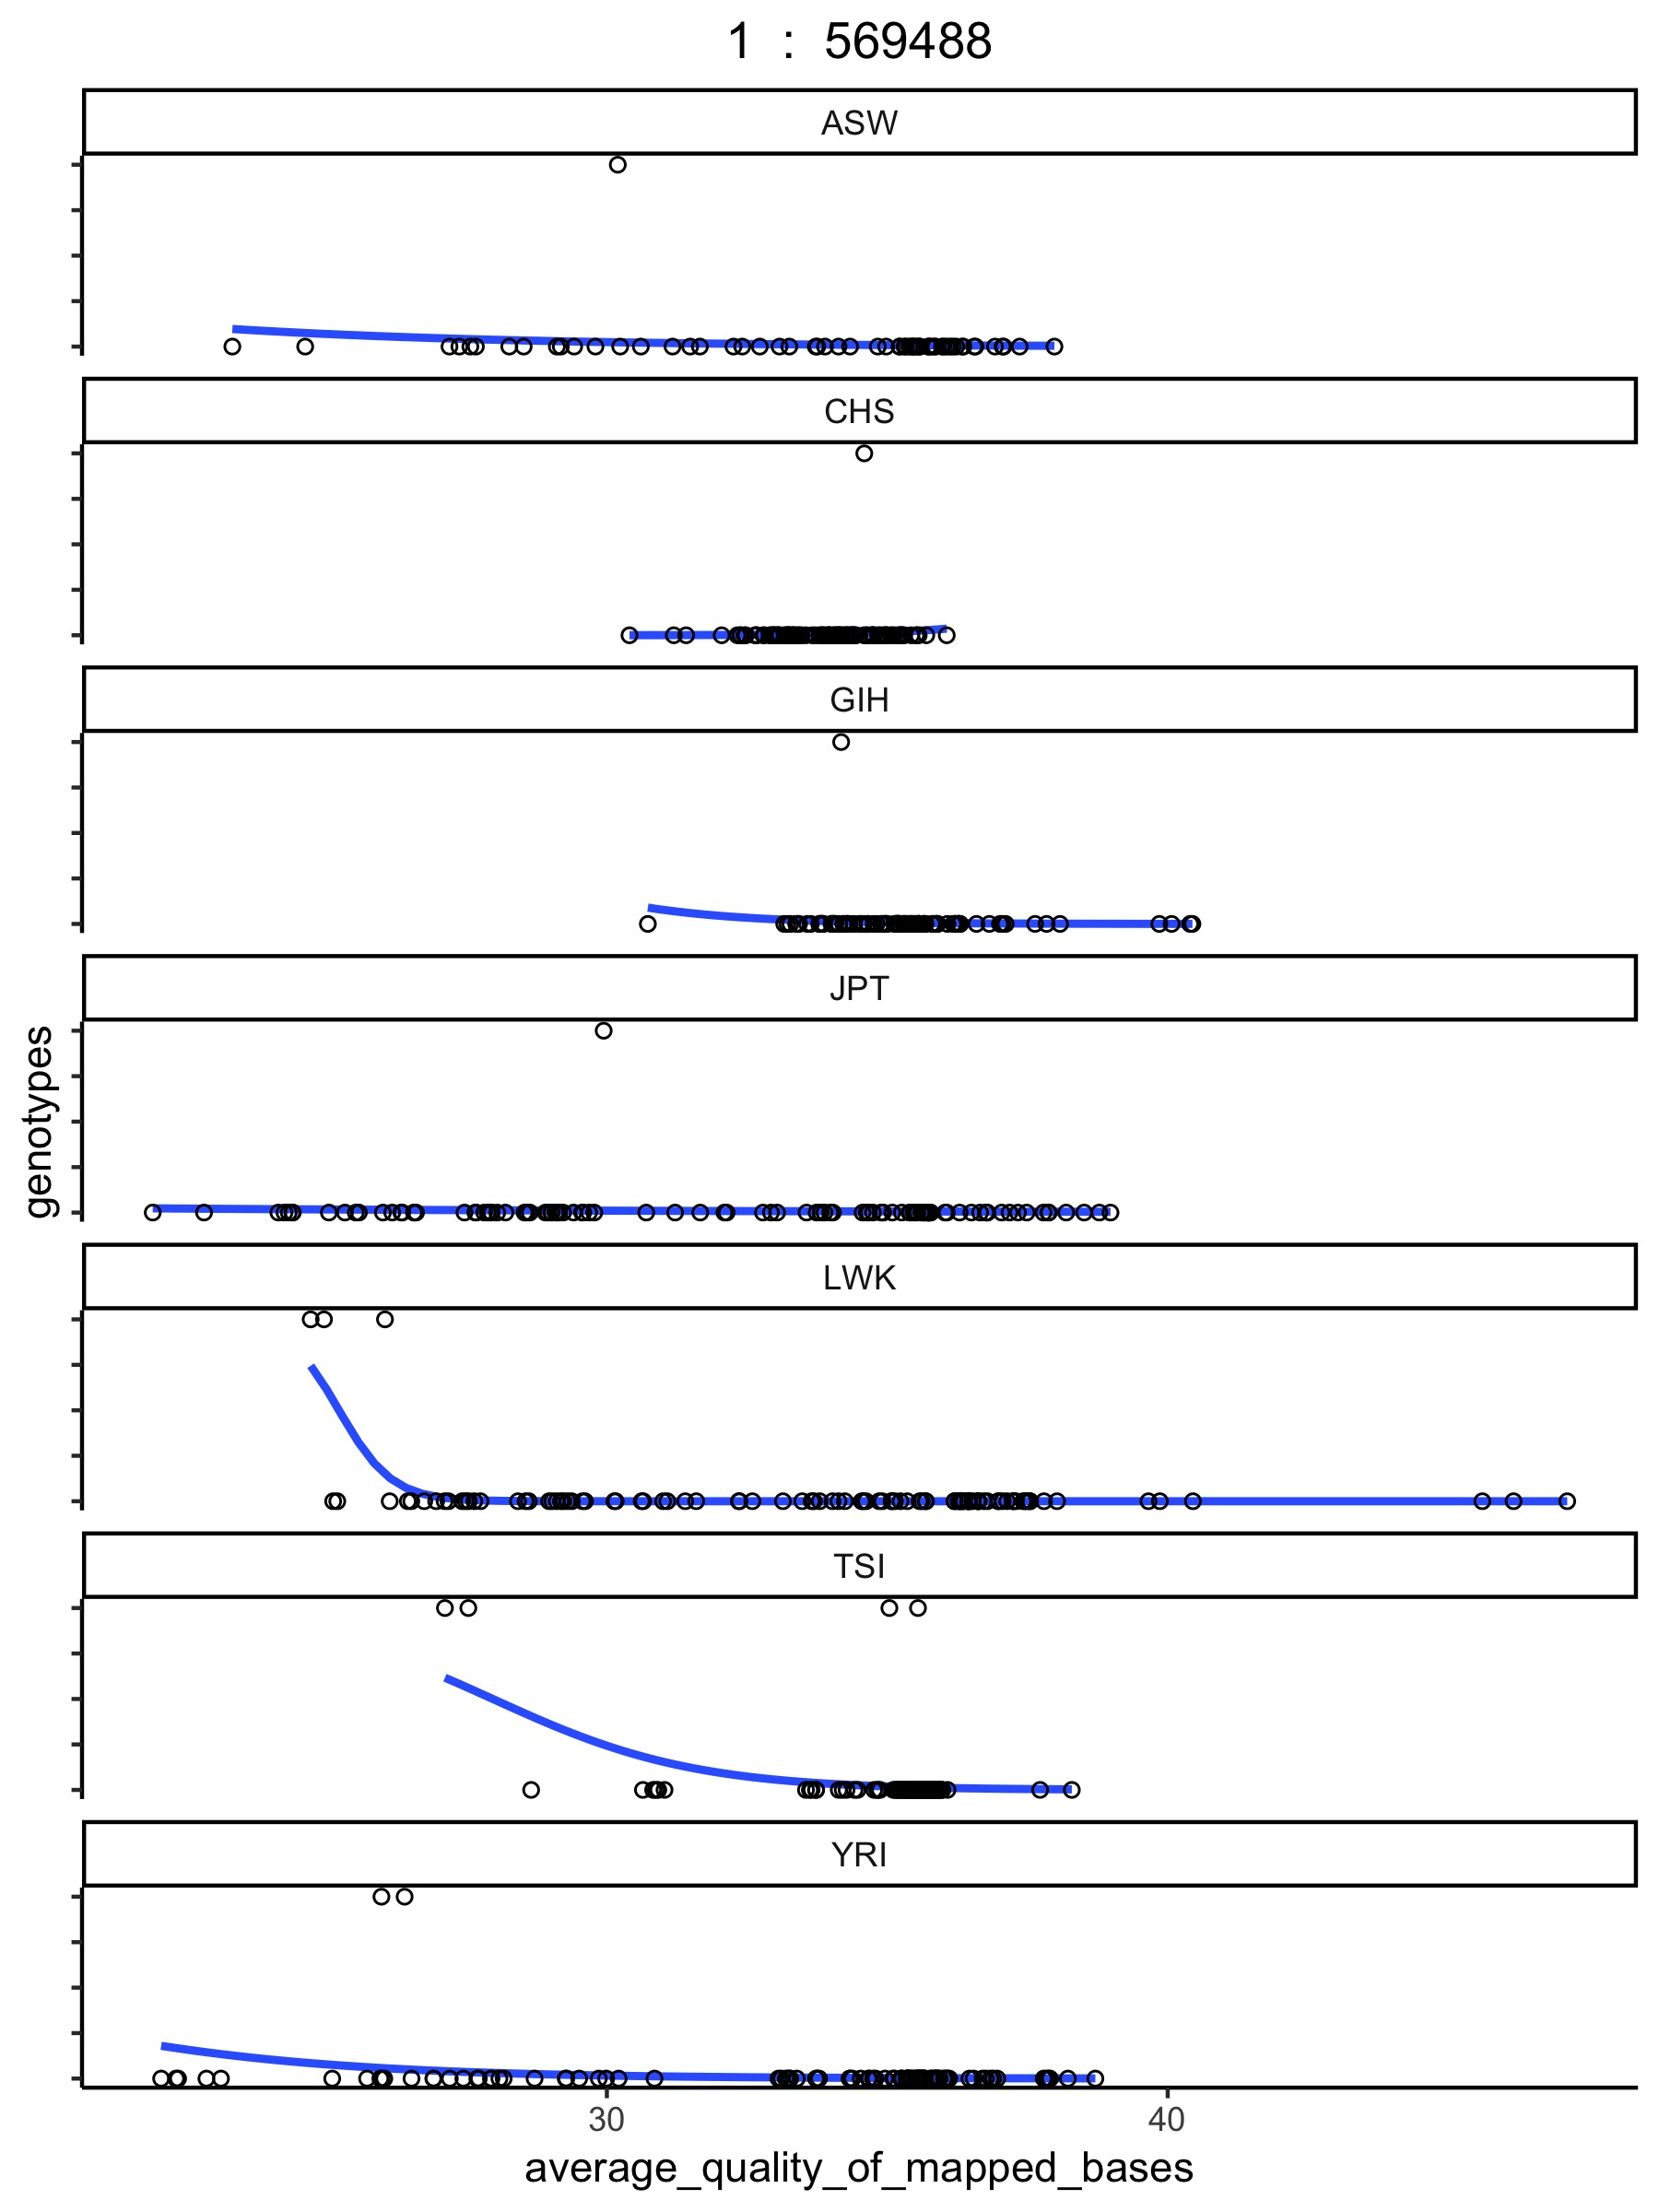 1 : 569488
ASW
CHS
GIH
JPT
genotypes
LWK
TSI
YRI
30 40
average_quality_of_mapped_bases